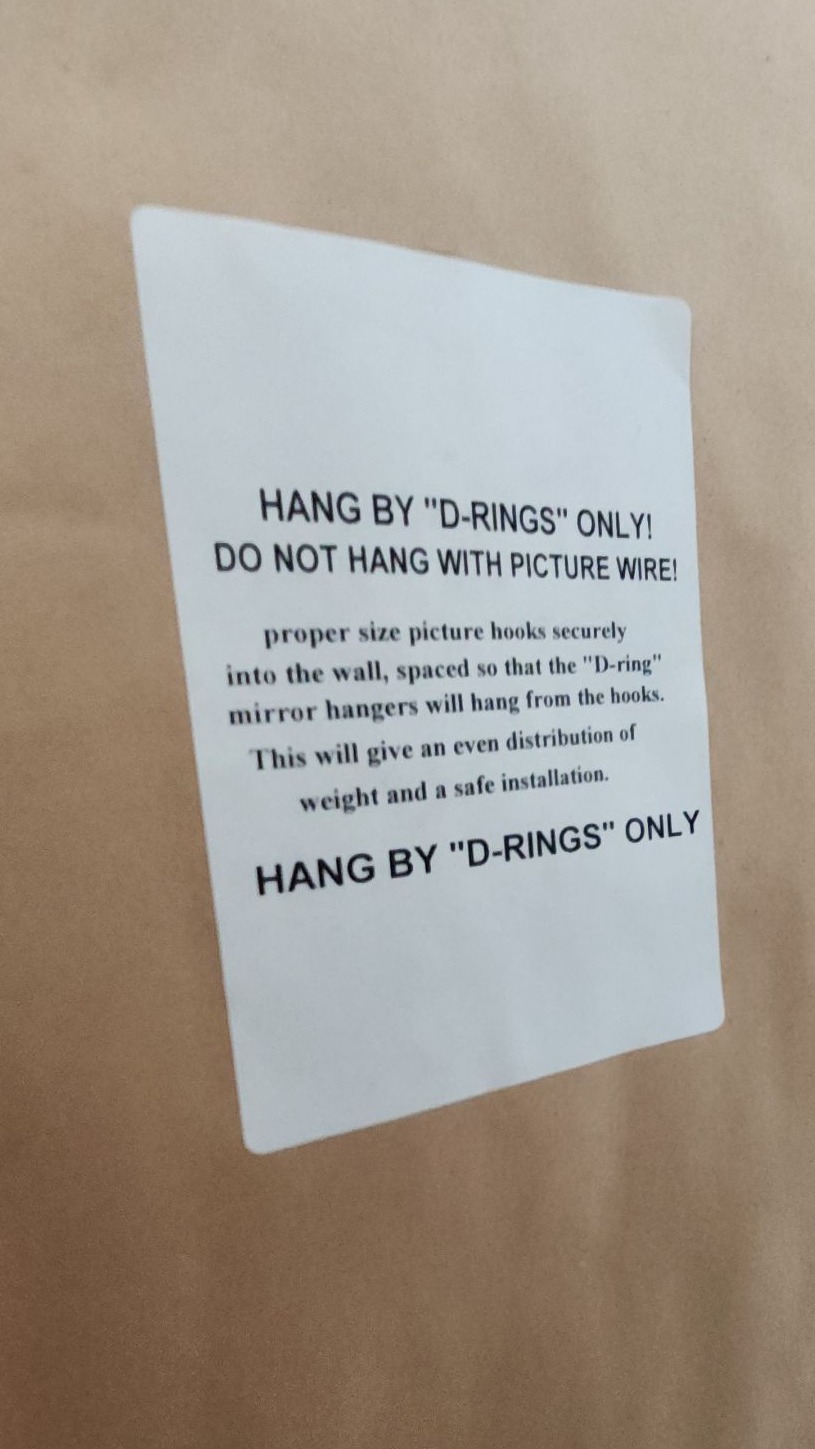 HANG BY "D-RINGS" ONLY!
DO NOT HANG WITH PICTURE WIRE!
proper size picture hooks securely
into the wall, spaced so that the "D-ring"
mirror hangers will hang from the hooks.
This will give an even distribution of
weight and a safe installation.
HANG BY "D-RINGS" ONLY